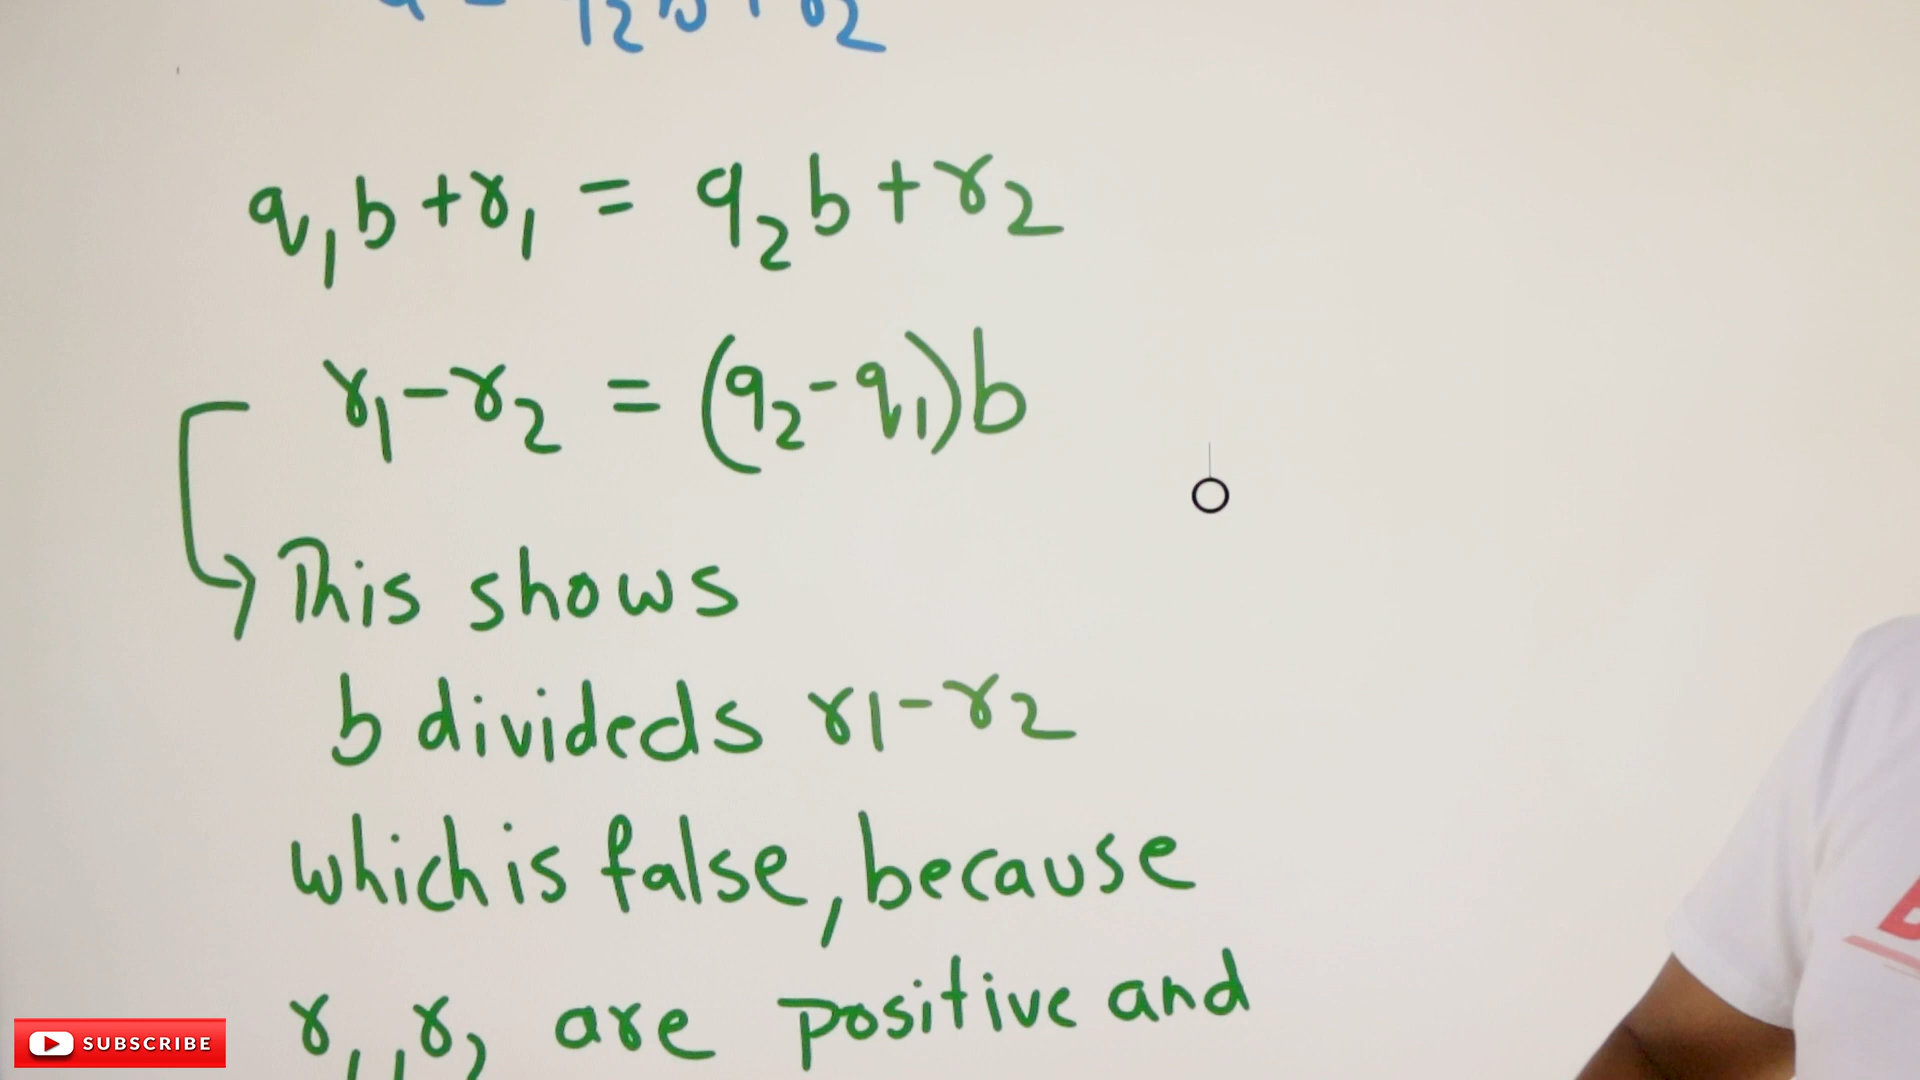 q₁b+r₁ = q₂b+r₂
r₁-r₂ = (q₂-q₁)b
This shows
b divideds r1-r2
which is false, because
r₁,r₂ are positive and
SUBSCRIBE